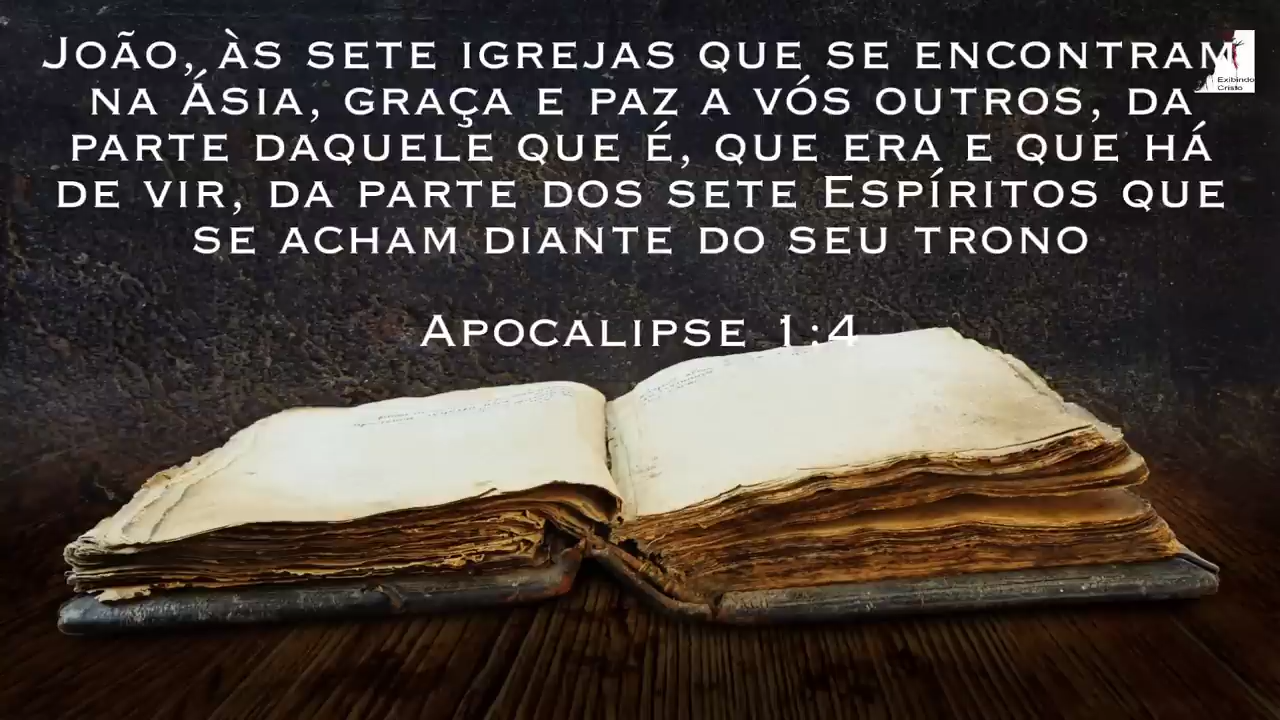 João, às sete igrejas que se encontram
na Ásia, graça e paz a vós outros, da
parte daquele que é, que era e que há
de vir, da parte dos sete Espíritos que
se acham diante do seu trono
Apocalipse 1:4
Exibindo
Cristo